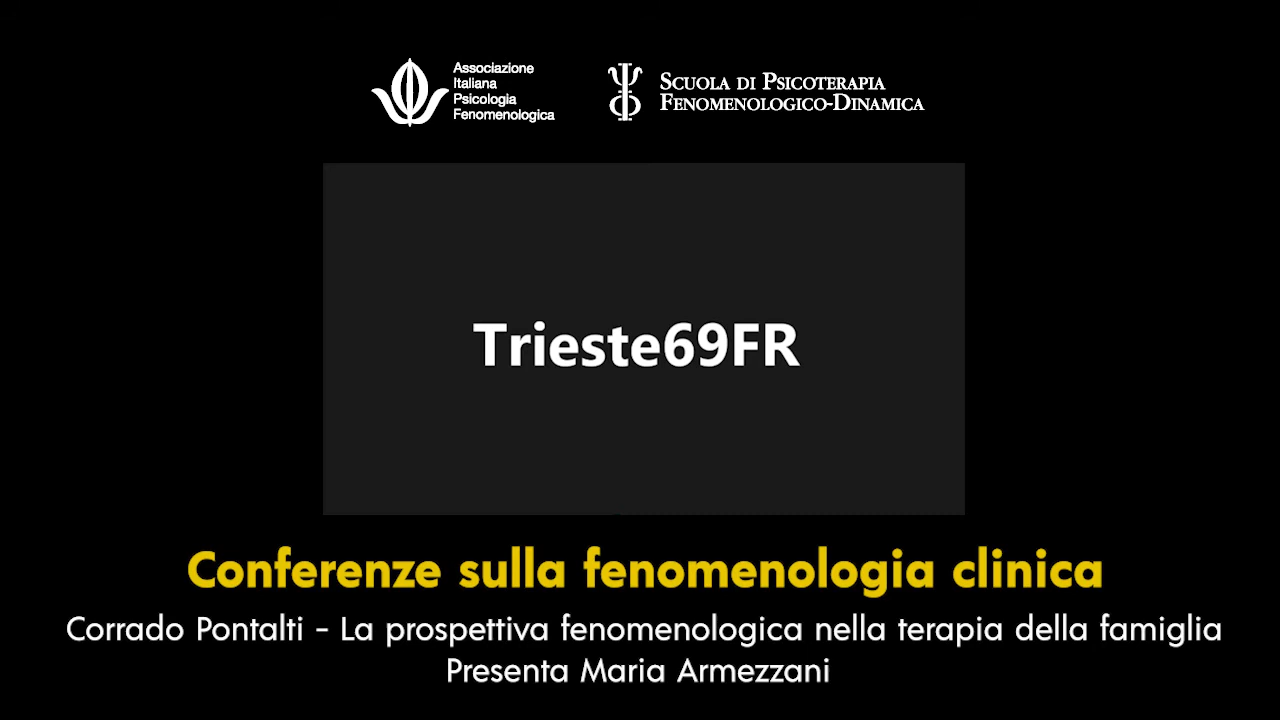 Associazione
Italiana
Psicologia
Fenomenologica
SCUOLA DI PSICOTERAPIA
FENOMENOLOGICO-DINAMICA
Trieste69FR
Conferenze sulla fenomenologia clinica
Corrado Pontalti - La prospettiva fenomenologica nella terapia della famiglia
Presenta Maria Armezzani